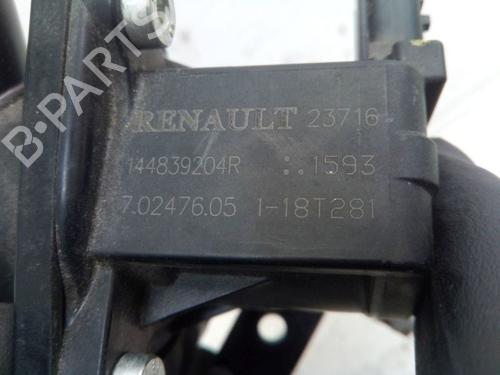 B-PARTS
RENAULT 23716
144839204R :.1593
7.02476.05 1-18T281